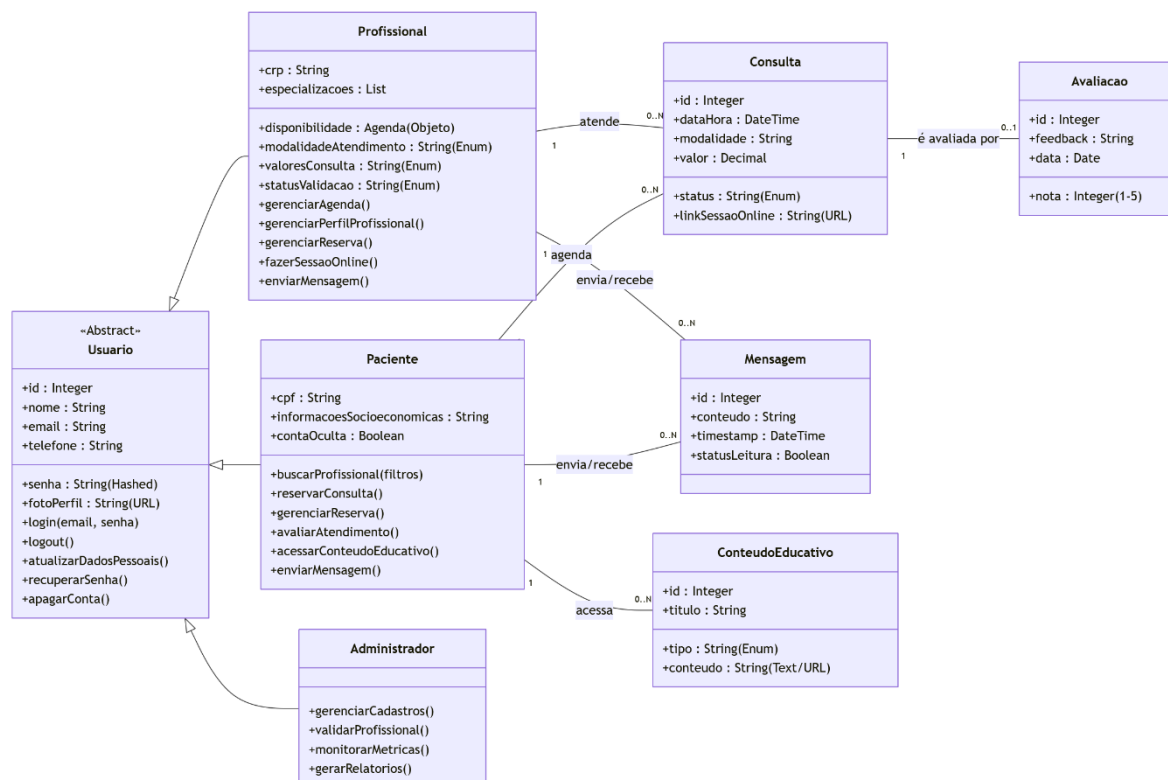 Profissional
+crp : String
+especializacoes : List
+disponibilidade : Agenda(Objeto)
+modalidadeAtendimento : String(Enum)
+valoresConsulta : String(Enum)
+statusValidacao : String(Enum)
+gerenciarAgenda()
+gerenciarPerfilProfissional()
+gerenciarReserva()
+fazerSessaoOnline()
+enviarMensagem()
atende
1
0..N
Consulta
+id : Integer
+dataHora : DateTime
+modalidade : String
+valor : Decimal
+status : String(Enum)
+linkSessaoOnline : String(URL)
é avaliada por
1
0..1
Avaliacao
+id : Integer
+feedback : String
+data : Date
+nota : Integer(1-5)
0..N
agenda
1
envia/recebe
0..N
«Abstract»
Usuario
+id : Integer
+nome : String
+email : String
+telefone : String
+senha : String(Hashed)
+fotoPerfil : String(URL)
+login(email, senha)
+logout()
+atualizarDadosPessoais()
+recuperarSenha()
+apagarConta()
Paciente
+cpf : String
+informacoesSocioeconomicas : String
+contaOculta : Boolean
+buscarProfissional(filtros)
+reservarConsulta()
+gerenciarReserva()
+avaliarAtendimento()
+acessarConteudoEducativo()
+enviarMensagem()
envia/recebe
1
0..N
Mensagem
+id : Integer
+conteudo : String
+timestamp : DateTime
+statusLeitura : Boolean
1
acessa
0..N
ConteudoEducativo
+id : Integer
+titulo : String
+tipo : String(Enum)
+conteudo : String(Text/URL)
Administrador
+gerenciarCadastros()
+validarProfissional()
+monitorarMetricas()
+gerarRelatorios()